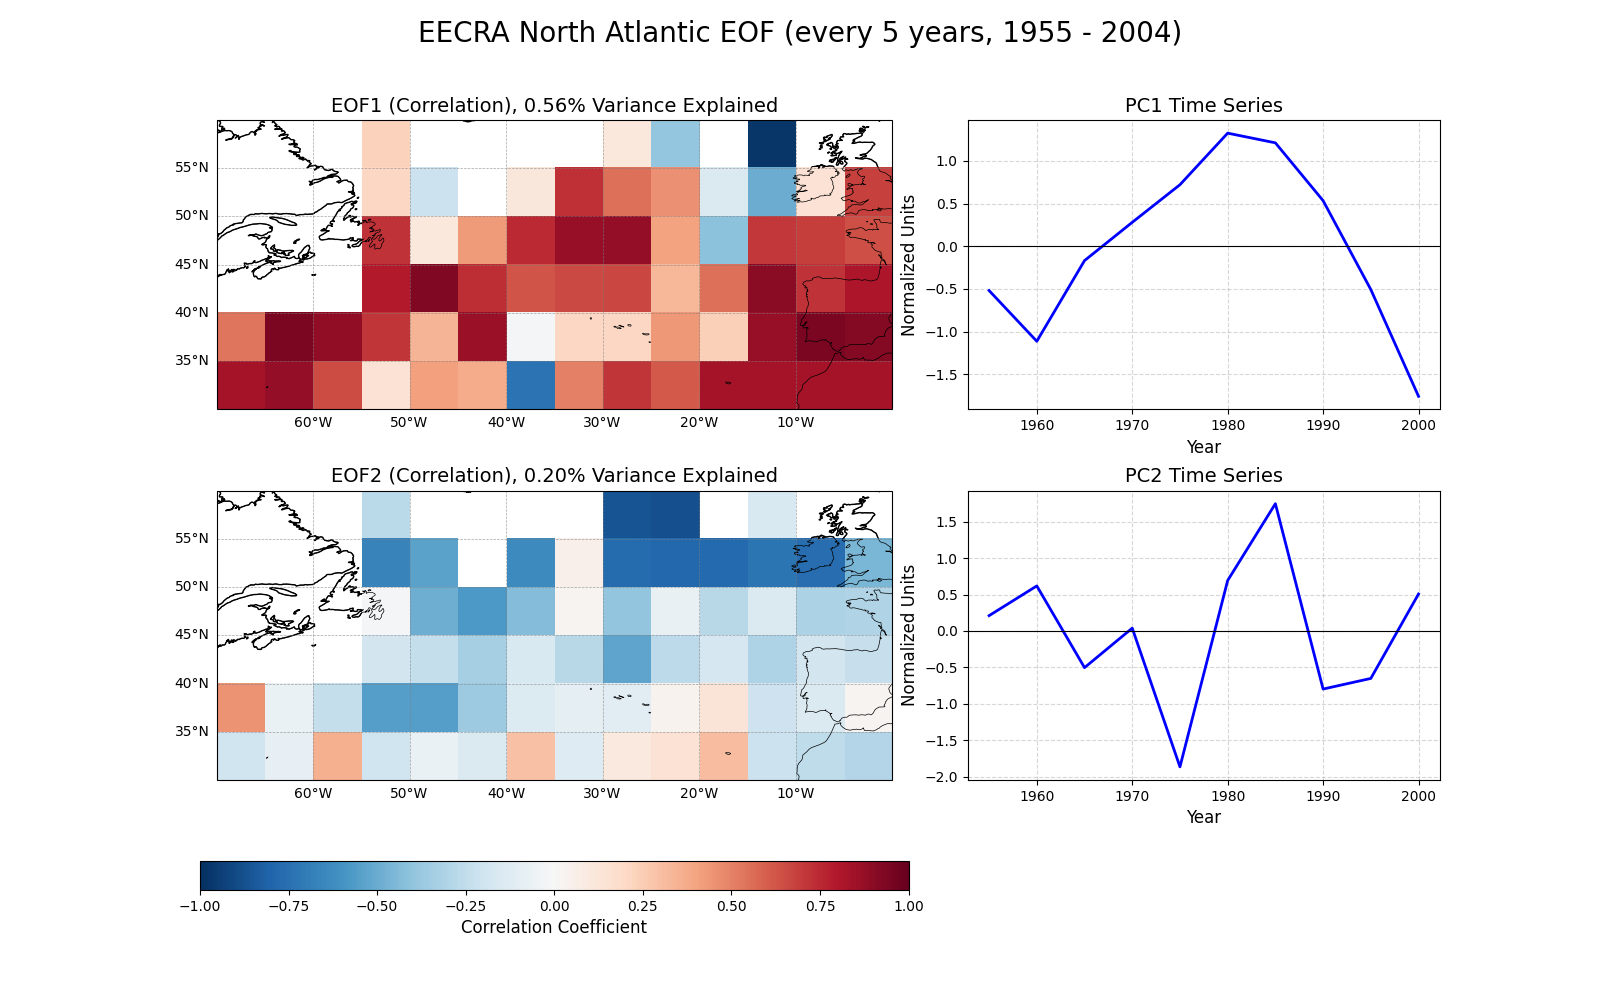 EECRA North Atlantic EOF (every 5 years, 1955 - 2004)
EOF1 (Correlation), 0.56% Variance Explained
55°N
50°N
45°N
40°N
35°N
60°W 50°W 40°W 30°W 20°W 10°W
PC1 Time Series
Normalized Units
1.0
0.5
0.0
−0.5
−1.0
−1.5
1960 1970 1980 1990 2000
Year
EOF2 (Correlation), 0.20% Variance Explained
55°N
50°N
45°N
40°N
35°N
60°W 50°W 40°W 30°W 20°W 10°W
PC2 Time Series
Normalized Units
1.5
1.0
0.5
0.0
−0.5
−1.0
−1.5
−2.0
1960 1970 1980 1990 2000
Year
−1.00 −0.75 −0.50 −0.25 0.00 0.25 0.50 0.75 1.00
Correlation Coefficient